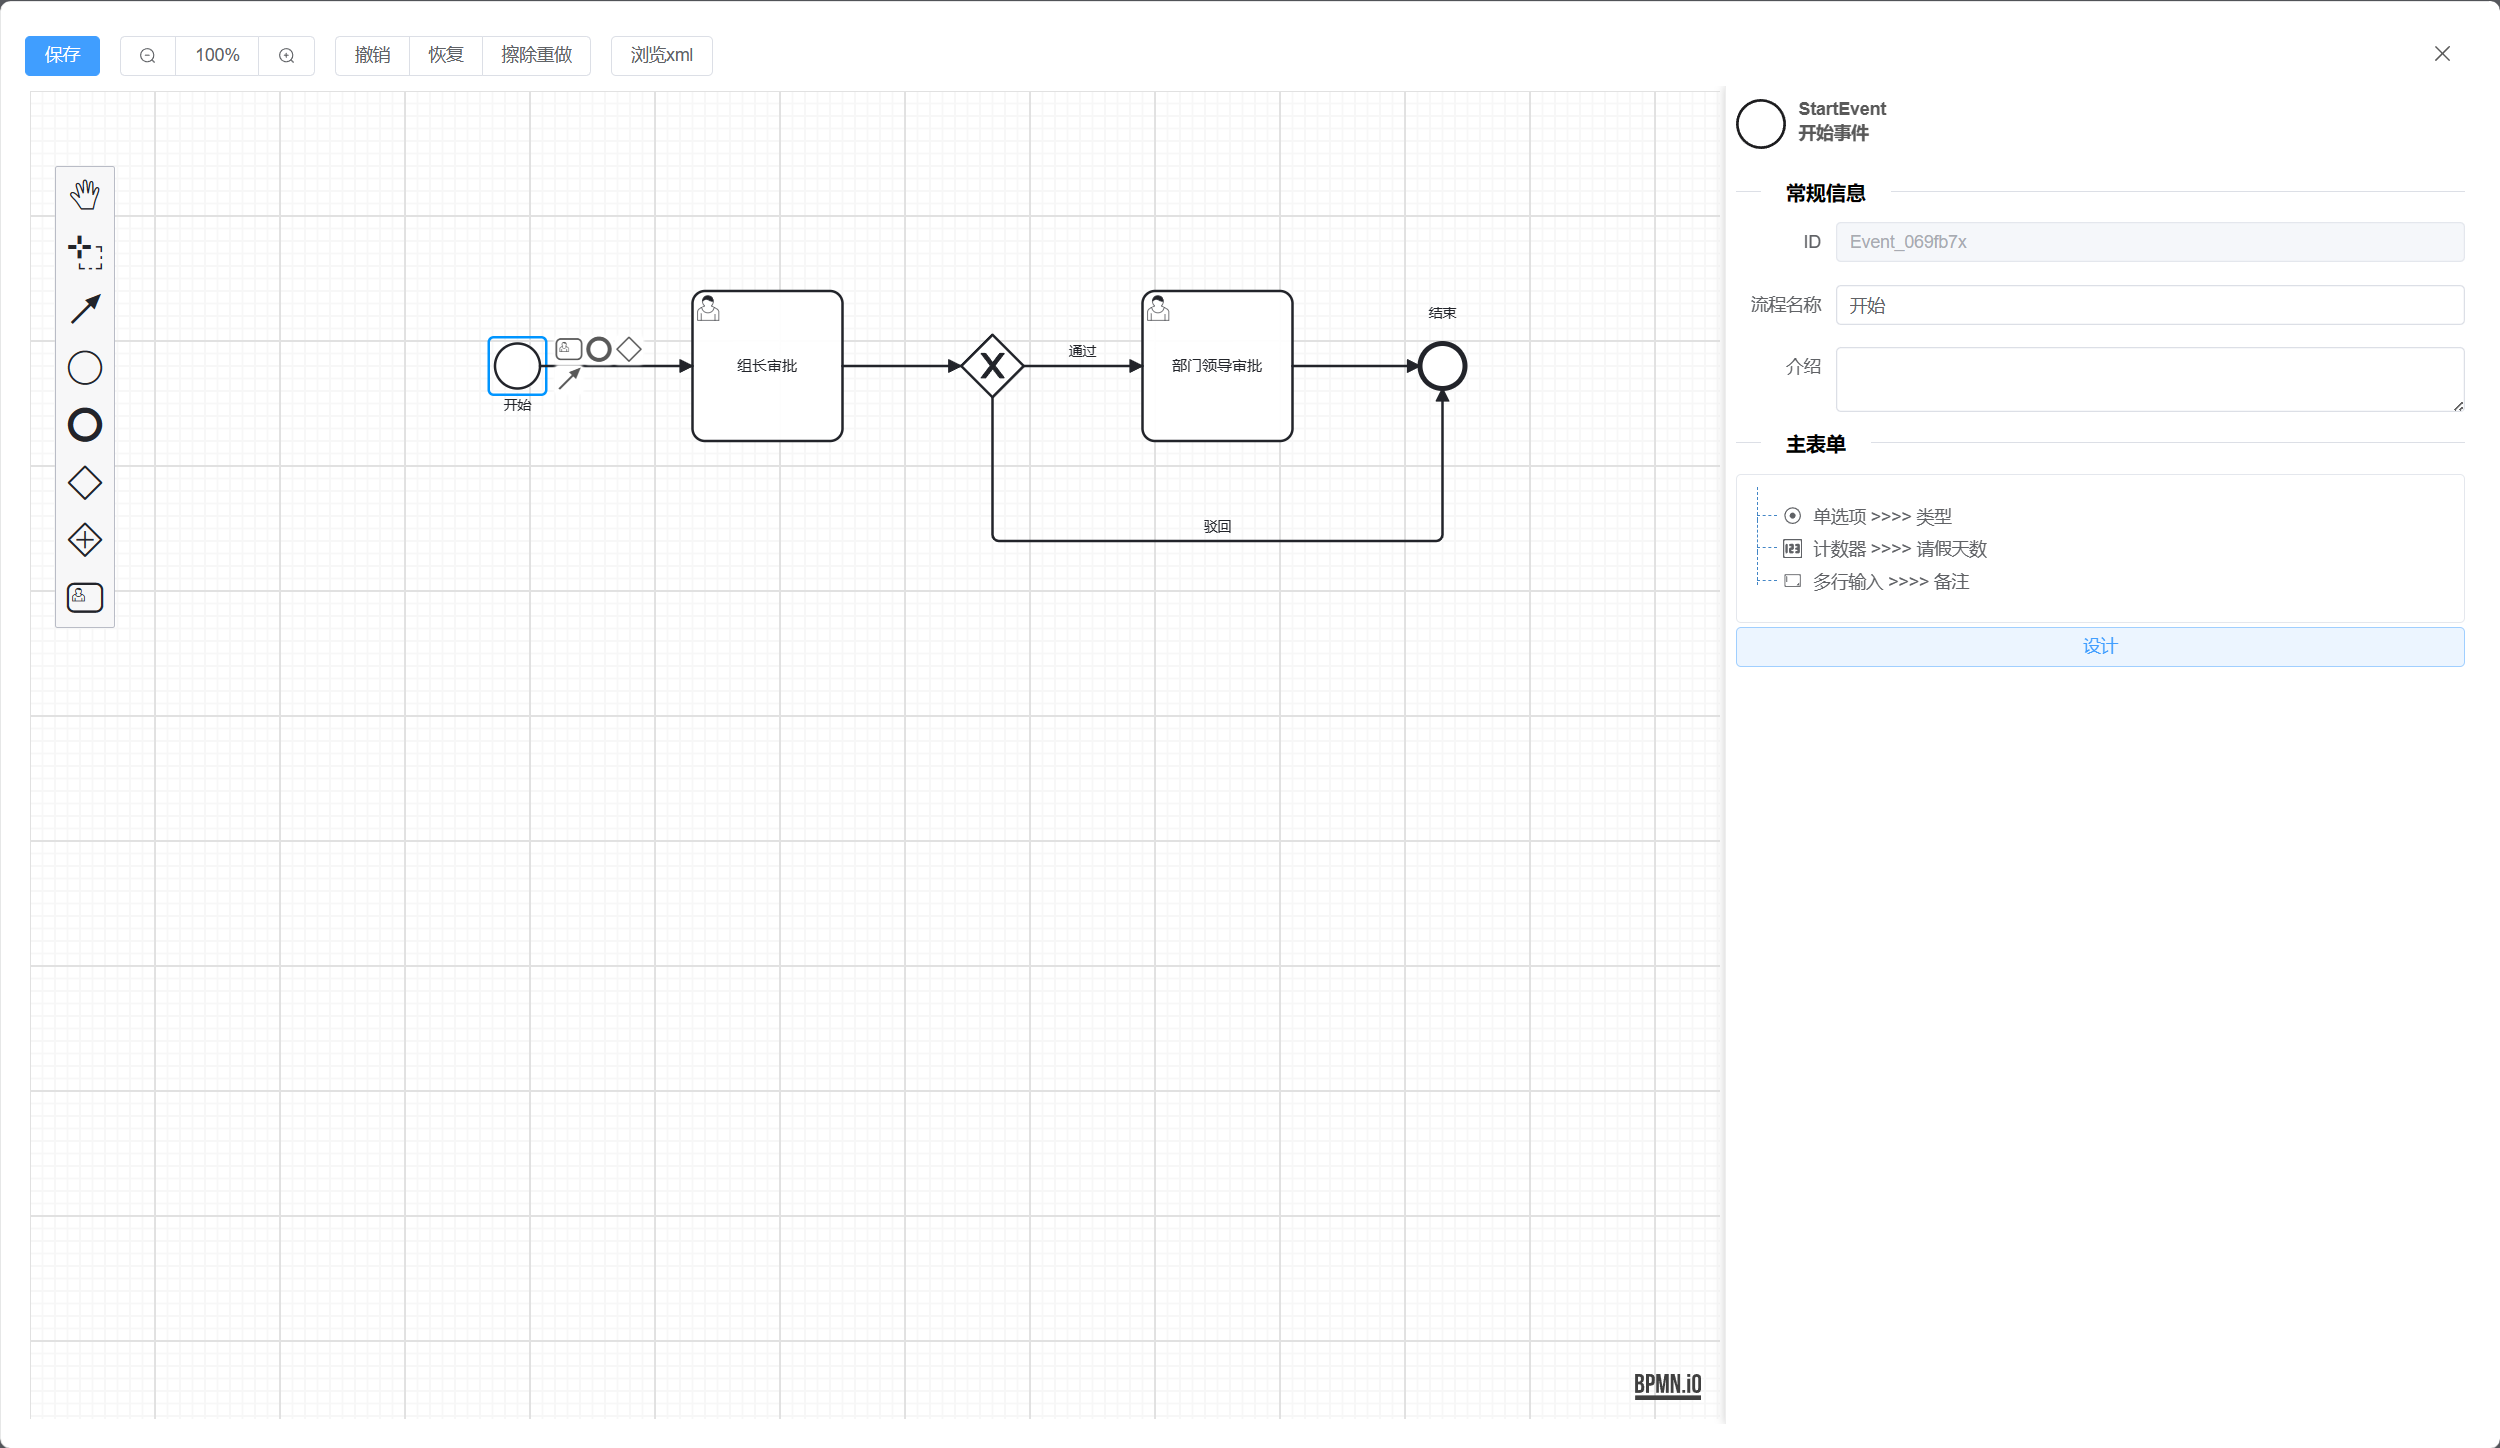 保存
100%
撤销
恢复
擦除重做
浏览xml
StartEvent
开始事件
常规信息
ID
Event_069fb7x
流程名称
开始
介绍
主表单
单选项 >>>> 类型
计数器 >>>> 请假天数
多行输入 >>>> 备注
设计
开始
组长审批
X
通过
部门领导审批
结束
驳回
BPMN.iO